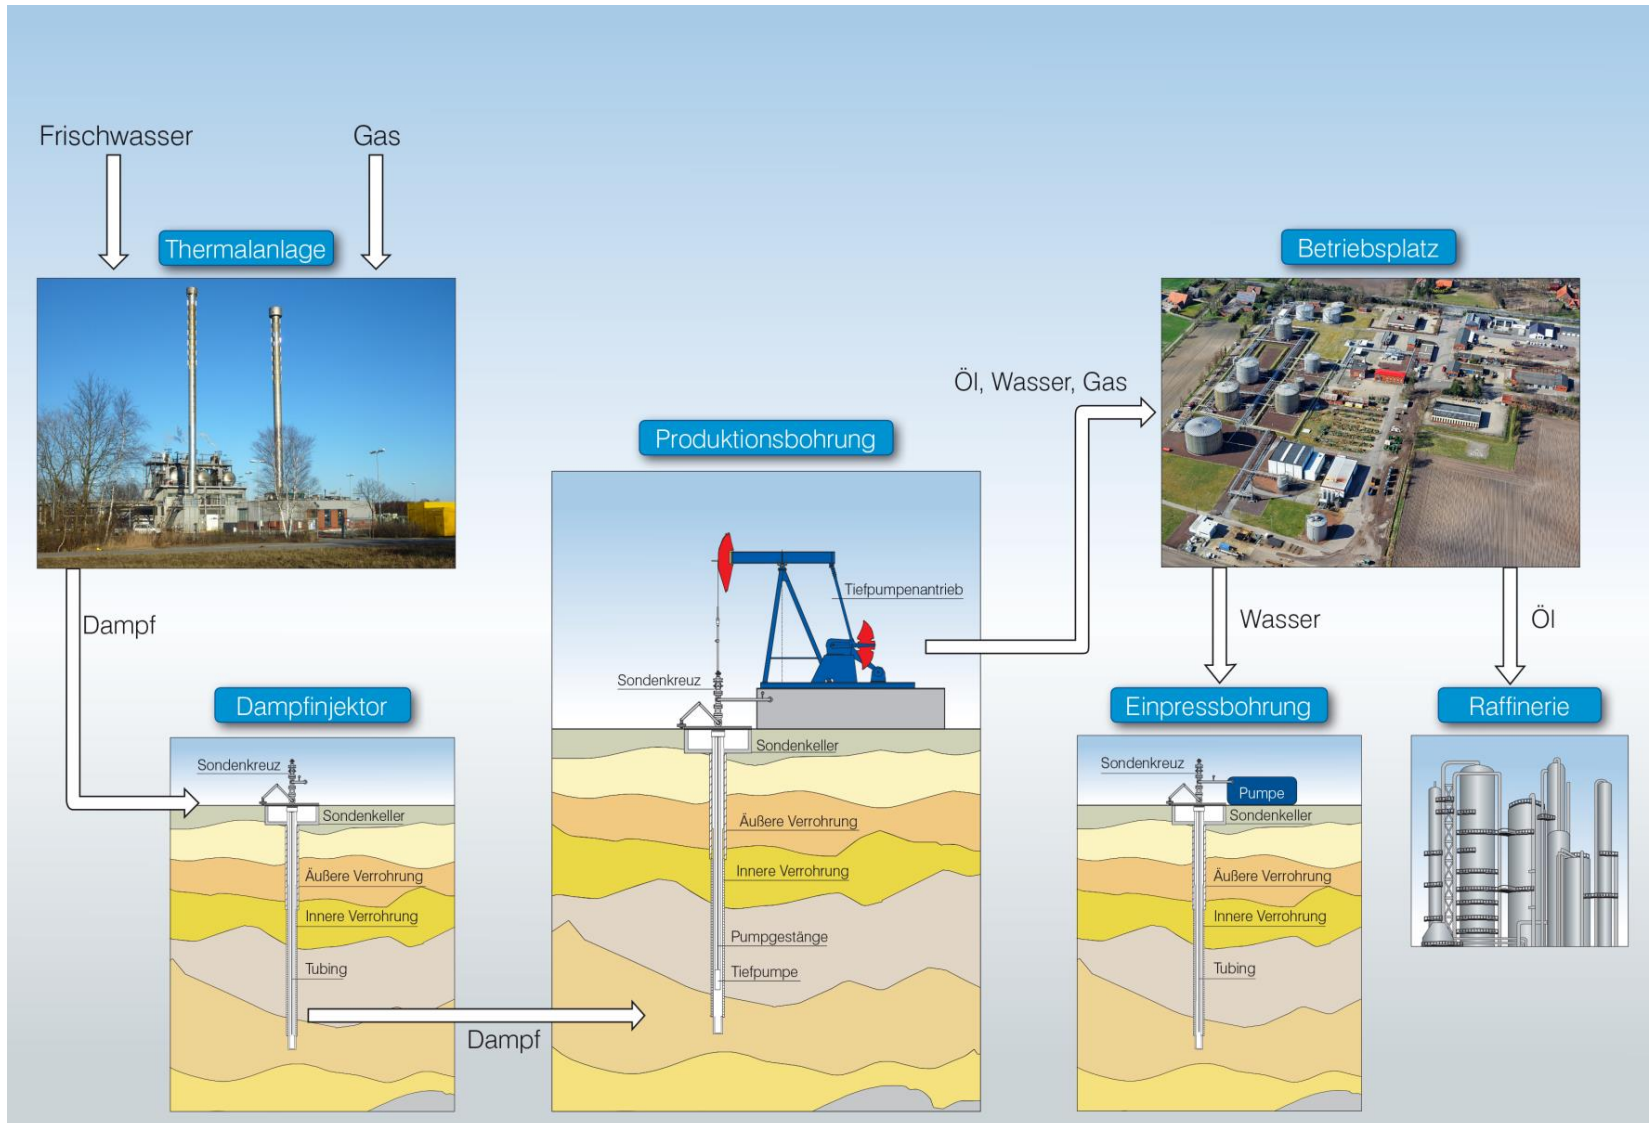 Frischwasser
Gas
Thermalanlage
Dampf
Dampfinjektor
Sondenkreuz
Sondenkeller
Äußere Verrohrung
Innere Verrohrung
Tubing
Dampf
Produktionsbohrung
Tiefpumpenantrieb
Sondenkreuz
Sondenkeller
Äußere Verrohrung
Innere Verrohrung
Pumpgestänge
Tiefpumpe
Öl, Wasser, Gas
Betriebsplatz
Wasser
Öl
Einpressbohrung
Sondenkreuz
Pumpe
Sondenkeller
Äußere Verrohrung
Innere Verrohrung
Tubing
Raffinerie